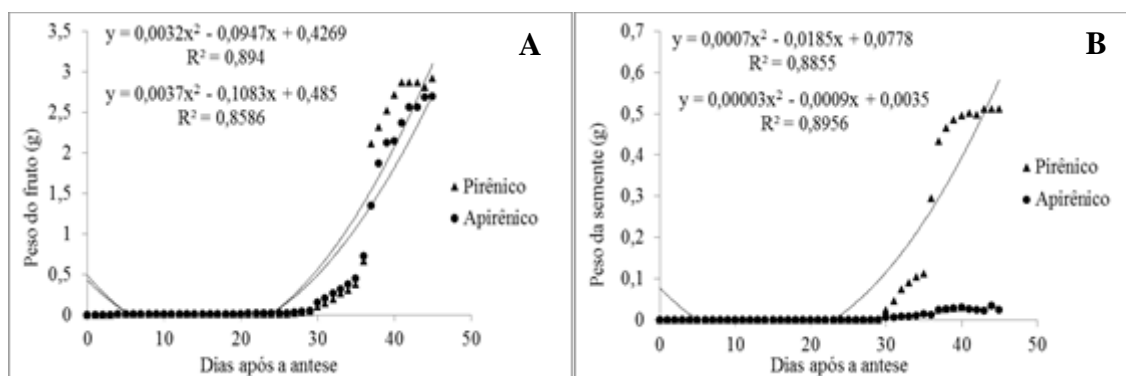 y = 0,0032x² - 0,0947x + 0,4269
R² = 0,894
y = 0,0037x² - 0,1083x + 0,485
R² = 0,8586
A
Peso do fruto (g)
3,5
3
2,5
2
1,5
1
0,5
0
0 10 20 30 40 50
Dias após a antese
Pirênico
Apirênico
y = 0,0007x² - 0,0185x + 0,0778
R² = 0,8855
y = 0,00003x² - 0,0009x + 0,0035
R² = 0,8956
B
Peso da semente (g)
0,7
0,6
0,5
0,4
0,3
0,2
0,1
0
0 10 20 30 40 50
Dias após a antese
Pirênico
Apirênico